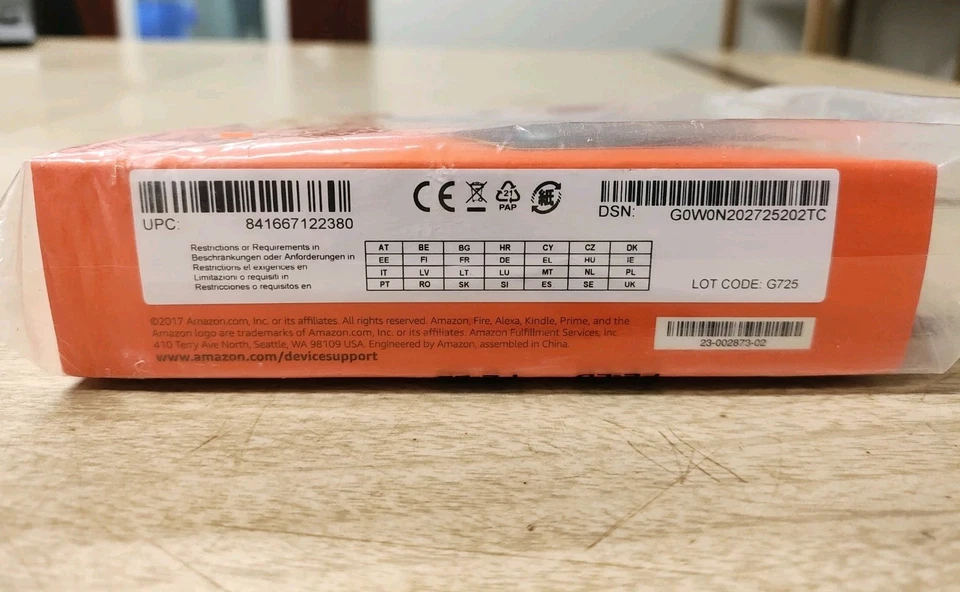 UPC: 841667122380
21
PAP
紙
DSN: G0W0N202725202TC
Restrictions or Requirements in
Beschränkungen oder Anforderungen in
Restrictions et exigences en
Limitazioni o requisiti in
Restricciones o requisitos en
AT BE BG HR CY CZ DK
EE FI FR DE EL HU IE
IT LV LT LU MT NL PL
PT RO SK SI ES SE UK
LOT CODE: G725
©2017 Amazon.com, Inc. or its affiliates. All rights reserved. Amazon, Fire, Alexa, Kindle, Prime, and the
Amazon logo are trademarks of Amazon.com, Inc. or its affiliates. Amazon Fulfillment Services, Inc
410 Terry Ave North, Seattle, WA 98109 USA. Engineered by Amazon, assembled in China.
www.amazon.com/devicesupport
23-002873-02